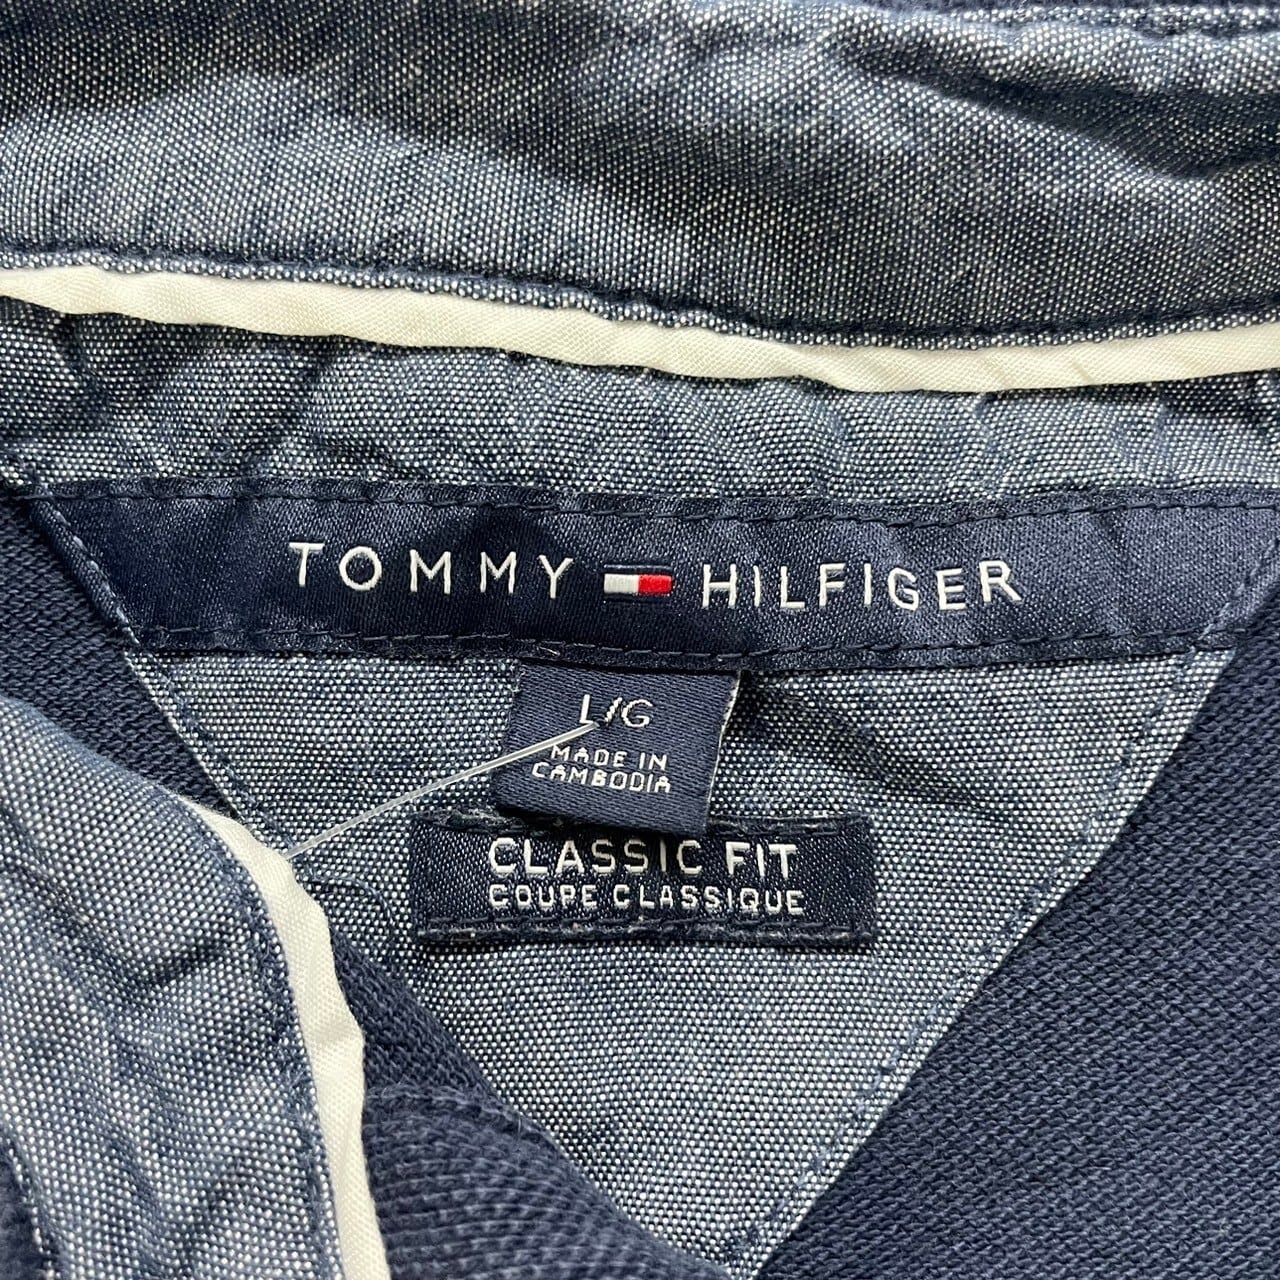 TOMMY HILFIGER
L/G
MADE IN
CAMBODIA
CLASSIC FIT
COUPE CLASSIQUE